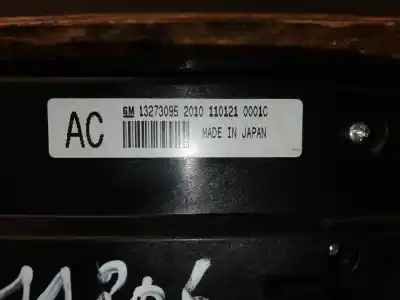 AC
GM 13273095 2010 110121 0001C
MADE IN JAPAN